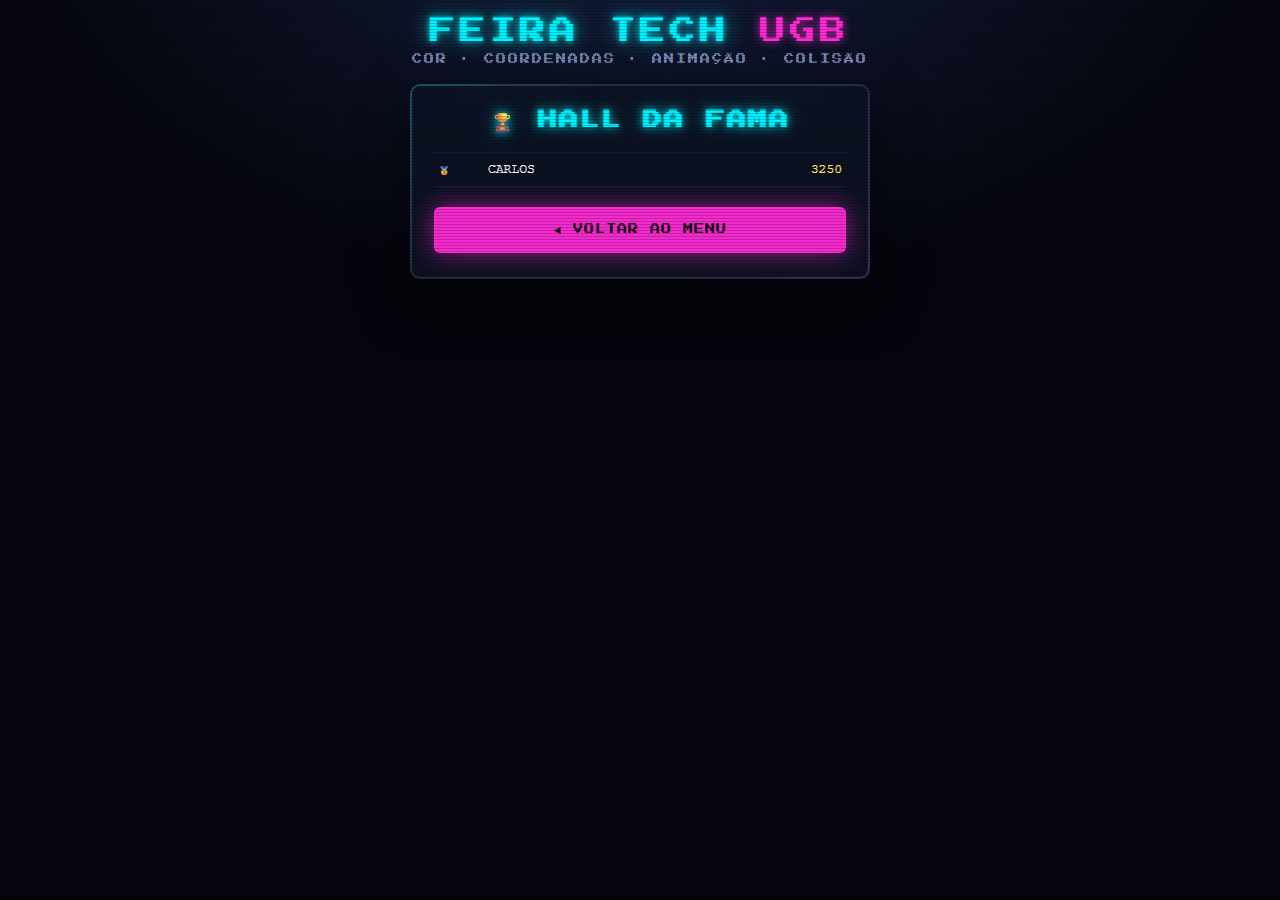 FEIRA TECH UGB
COR · COORDENADAS · ANIMAÇÃO · COLISÃO
🏆 HALL DA FAMA
🥇 CARLOS 3250
◀ VOLTAR AO MENU